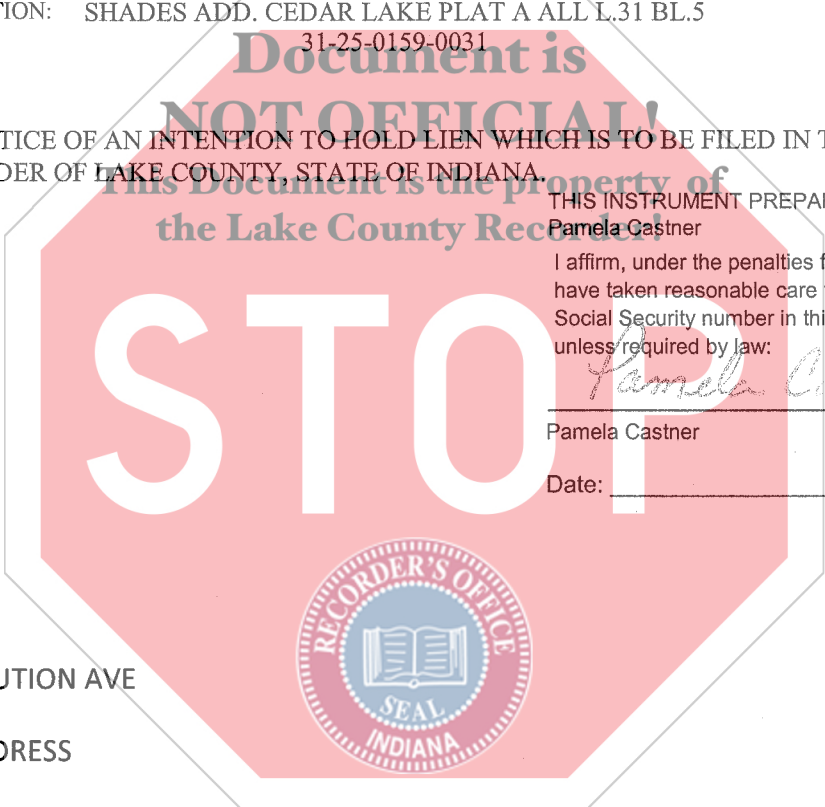 TION: SHADES ADD. CEDAR LAKE PLAT A ALL L.31 BL.5
31-25-0159-0031
Document is
NOT OFFICIAL!
TICE OF AN INTENTION TO HOLD LIEN WHICH IS TO BE FILED IN T
DER OF LAKE COUNTY, STATE OF INDIANA.
This Document is the property of
the Lake County Recorder!
THIS INSTRUMENT PREPA
Pamela Castner
I affirm, under the penalties f
have taken reasonable care
Social Security number in thi
unless required by law:
Pamela C
Pamela Castner
Date:
STOP
RECORDER'S OFFICE
SEAL
INDIANA
UTION AVE
DRESS